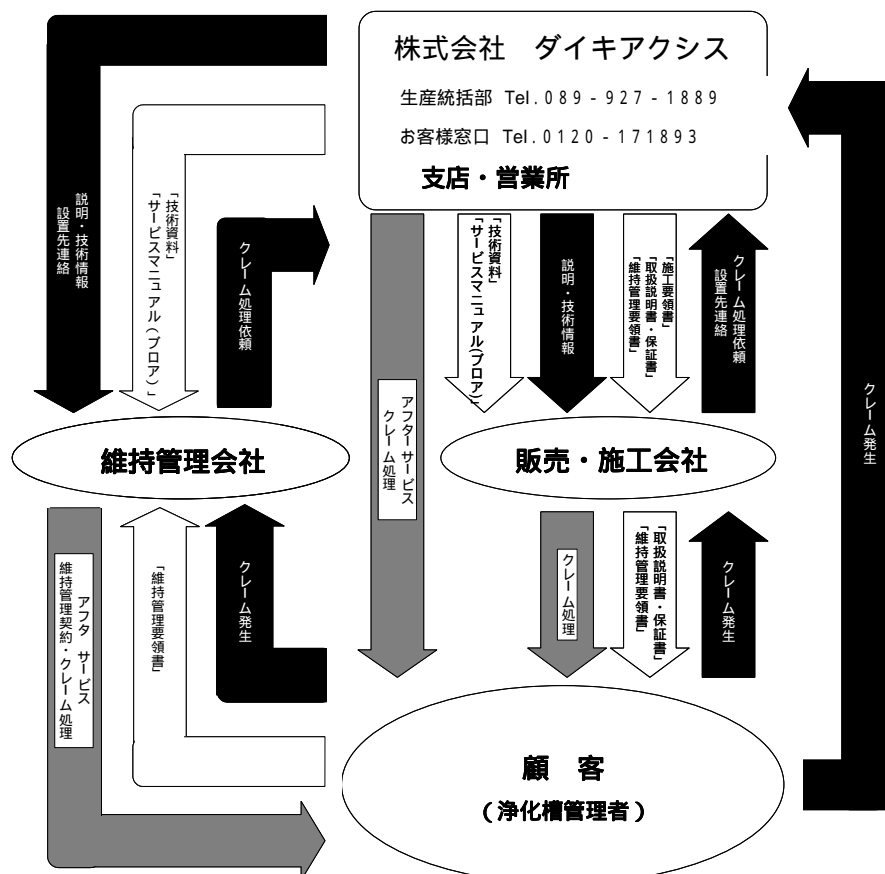 株式会社　ダイキアクシス
生産統括部 Tel.089-927-1889
お客様窓口 Tel.0120-171893
支店・営業所
説明・技術情報
設置先連絡
「技術資料」
「サービスマニュアル(ブロア)」
クレーム処理依頼
アフターサービス
クレーム処理
「技術資料」
「サービスマニュアル(ブロア)」
説明・技術情報
「施工要領書」
「取扱説明書・保証書」
「維持管理要領書」
クレーム処理依頼
設置先連絡
クレーム発生
維持管理会社
販売・施工会社
アフタ サービス
維持管理契約・クレーム処理
「維持管理要領書」
クレーム発生
クレーム処理
「取扱説明書・保証書」
「維持管理要領書」
クレーム発生
顧　客
(浄化槽管理者)